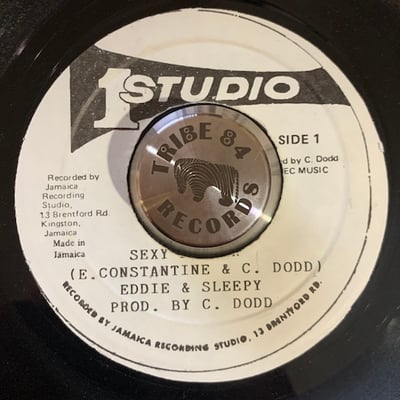 1 STUDIO
SIDE 1
Recorded by
Jamaica
Recording
Studio,
13 Brentford Rd.
Kingston,
Jamaica
Made in
Jamaica
ed by C. Dodd
EC MUSIC
TRIBE 84
RECORDS
SEXY
(E.CONSTANTINE & C. DODD)
EDDIE & SLEEPY
PROD. BY C. DODD
RECORDED BY JAMAICA RECORDING STUDIO, 13 BRENTFORD RD.